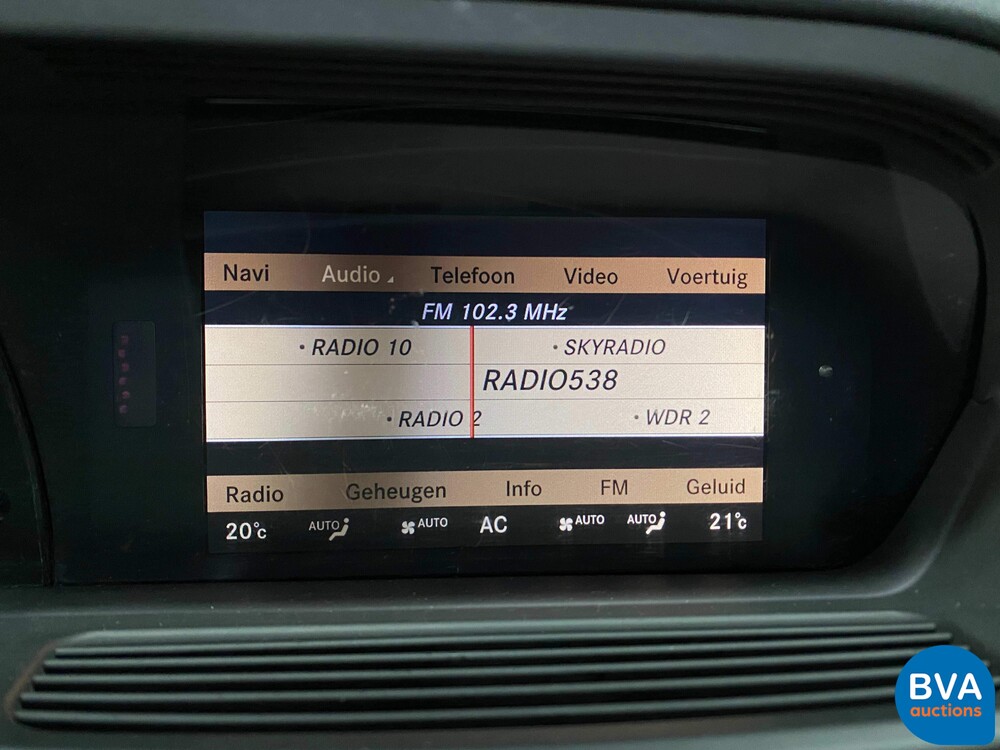 Navi Audio Telefoon Video Voertuig
FM 102.3 MHz
• RADIO 10 • SKYRADIO
RADIO538
• RADIO 2 • WDR 2
Radio Geheugen Info FM Geluid
20°C AUTO AUTO AC AUTO AUTO 21°C
BVA
auctions